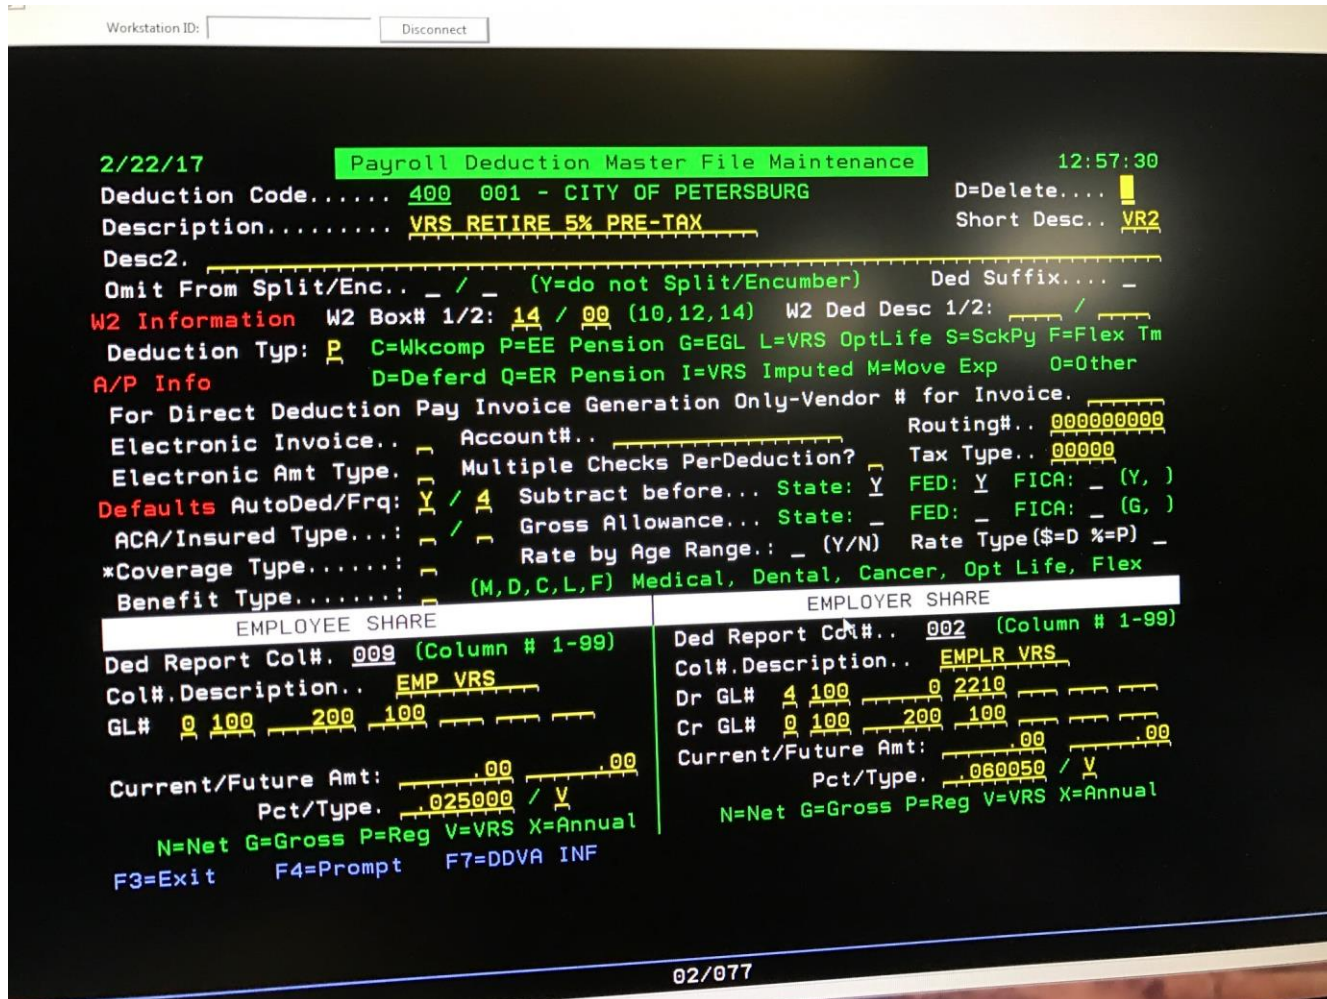 Workstation ID: Disconnect
2/22/17 Payroll Deduction Master File Maintenance 12:57:30
Deduction Code...... 400 001 - CITY OF PETERSBURG D=Delete....
Description......... VRS RETIRE 5% PRE-TAX Short Desc.. VR2
Desc2.
Omit From Split/Enc.. _ / _ (Y=do not Split/Encumber) Ded Suffix.... _
W2 Information W2 Box# 1/2: 14 / 00 (10,12,14) W2 Ded Desc 1/2: /
Deduction Typ: P C=Wkcomp P=EE Pension G=EGL L=VRS OptLife S=SckPy F=Flex Tm
A/P Info D=Deferd Q=ER Pension I=VRS Imputed M=Move Exp O=Other
For Direct Deduction Pay Invoice Generation Only-Vendor # for Invoice.
Electronic Invoice.. _ Account#.. Routing#.. 000000000
Electronic Amt Type. _ Multiple Checks PerDeduction? _ Tax Type.. 00000
Defaults AutoDed/Frq: Y / 4 Subtract before... State: Y FED: Y FICA: _ (Y, )
ACA/Insured Type...: _ / _ Gross Allowance... State: _ FED: _ FICA: _ (G, )
*Coverage Type......: _ Rate by Age Range.: _ (Y/N) Rate Type($=D %=P) _
Benefit Type.......: _ (M,D,C,L,F) Medical, Dental, Cancer, Opt Life, Flex
EMPLOYEE SHARE EMPLOYER SHARE
Ded Report Col#. 009 (Column # 1-99) Ded Report Col#.. 002 (Column # 1-99)
Col#.Description.. EMP VRS Col#.Description.. EMPLR VRS
GL# 0 100 200 100 Dr GL# 4 100 0 2210
Cr GL# 0 100 200 100
Current/Future Amt: .00 .00 Current/Future Amt: .00 .00
Pct/Type. .025000 / V Pct/Type. .060050 / V
N=Net G=Gross P=Reg V=VRS X=Annual N=Net G=Gross P=Reg V=VRS X=Annual
F3=Exit F4=Prompt F7=DDVA INF
02/077